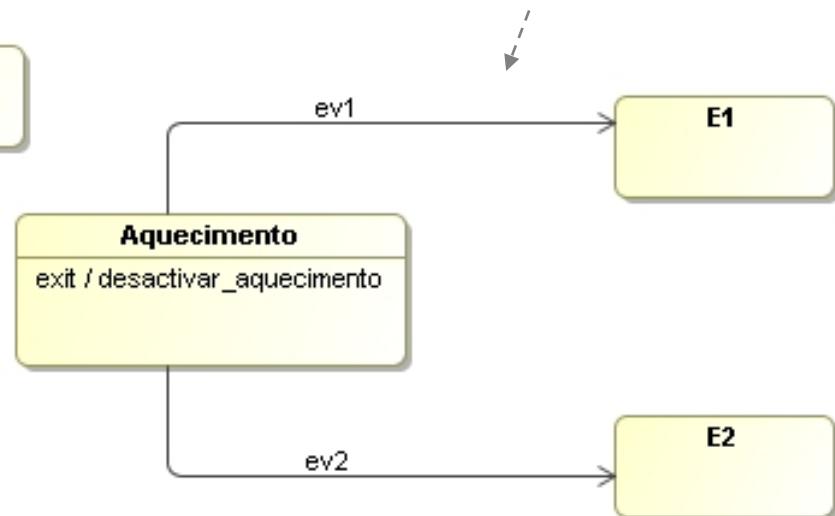 ev1
E1
Aquecimento
exit / desactivar_aquecimento
ev2
E2